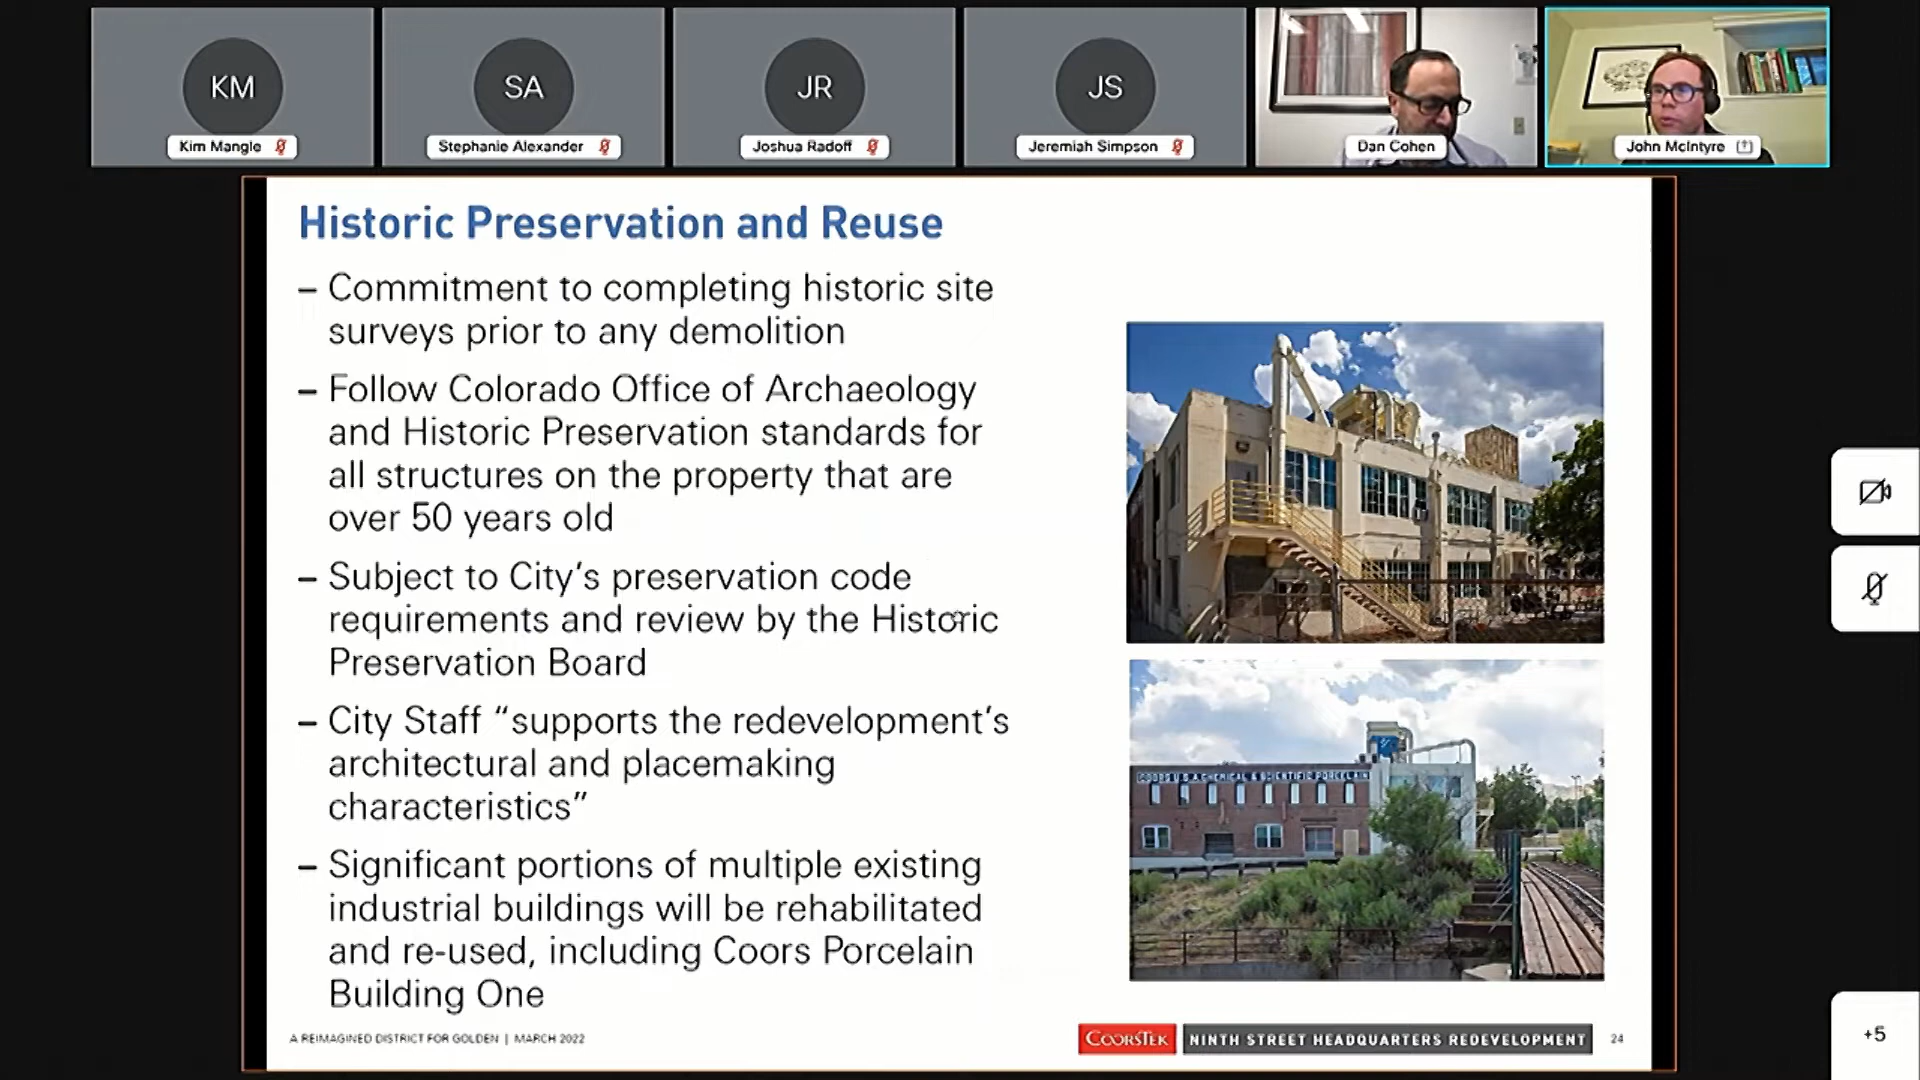 KM
SA
JR
JS
Kim Mangle
Stephanie Alexander
Joshua Radoff
Jeremiah Simpson
Dan Cohen
John McIntyre
Historic Preservation and Reuse
– Commitment to completing historic site
surveys prior to any demolition
– Follow Colorado Office of Archaeology
and Historic Preservation standards for
all structures on the property that are
over 50 years old
– Subject to City’s preservation code
requirements and review by the Historic
Preservation Board
– City Staff “supports the redevelopment’s
architectural and placemaking
characteristics”
– Significant portions of multiple existing
industrial buildings will be rehabilitated
and re-used, including Coors Porcelain
Building One
COORS U.S.A. CHEMICAL & SCIENTIFIC PORCELAIN
A REIMAGINED DISTRICT FOR GOLDEN | MARCH 2022
COORSTEK
NINTH STREET HEADQUARTERS REDEVELOPMENT
24
+5